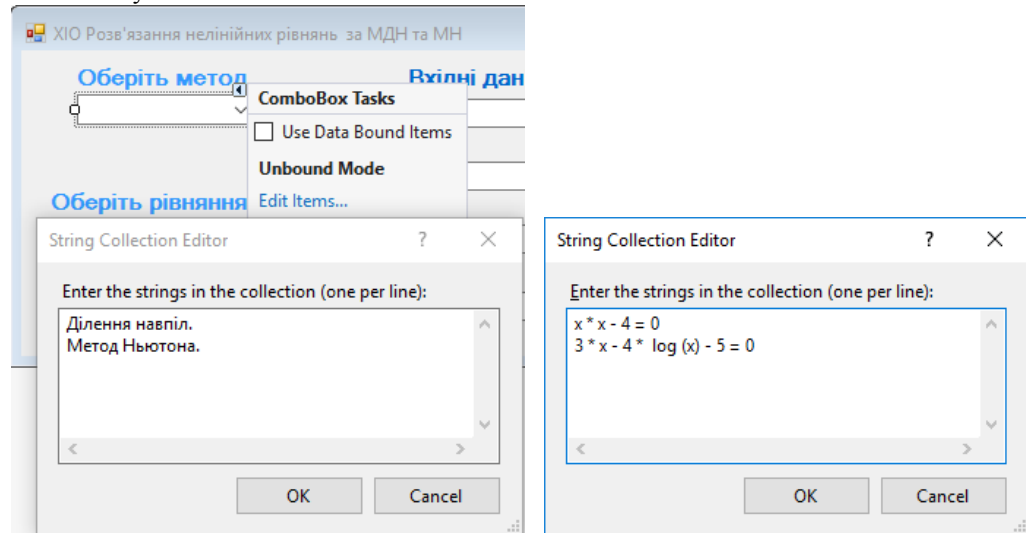 ХІО Розв'язання нелінійних рівнянь за МДН та МН
Оберіть метод
Вхідні дан
ComboBox Tasks
Use Data Bound Items
Unbound Mode
Оберіть рівняння
Edit Items...
String Collection Editor ? ×
Enter the strings in the collection (one per line):
Ділення навпіл.
Метод Ньютона.
OK Cancel
String Collection Editor ? ×
Enter the strings in the collection (one per line):
x * x - 4 = 0
3 * x - 4 * log (x) - 5 = 0
OK Cancel